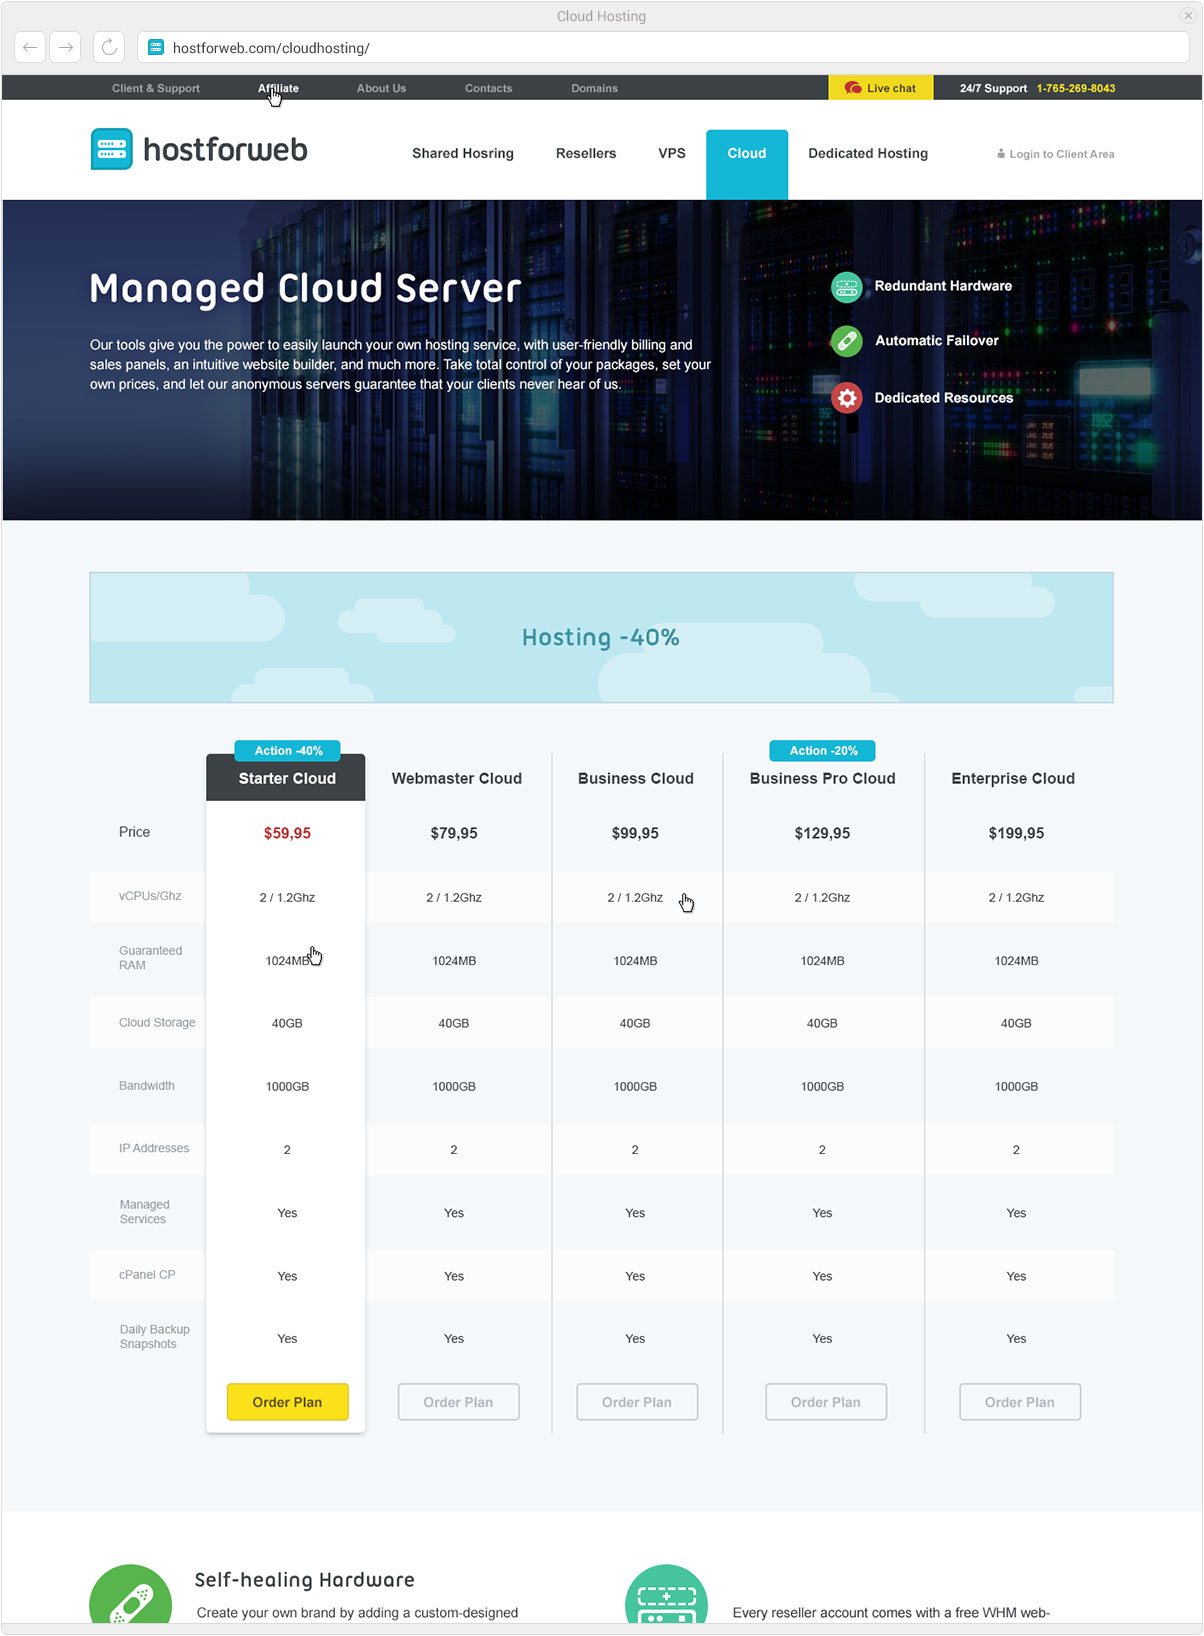 Cloud Hosting
hostforweb.com/cloudhosting/
Client & Support Affiliate About Us Contacts Domains Live chat 24/7 Support 1-765-269-8043
hostforweb
Shared Hosring Resellers VPS Cloud Dedicated Hosting Login to Client Area
Managed Cloud Server
Our tools give you the power to easily launch your own hosting service, with user-friendly billing and
sales panels, an intuitive website builder, and much more. Take total control of your packages, set your
own prices, and let our anonymous servers guarantee that your clients never hear of us.
Redundant Hardware
Automatic Failover
Dedicated Resources
Hosting -40%
Action -40% Action -20%
Starter Cloud Webmaster Cloud Business Cloud Business Pro Cloud Enterprise Cloud
Price $59,95 $79,95 $99,95 $129,95 $199,95
vCPUs/Ghz 2 / 1.2Ghz 2 / 1.2Ghz 2 / 1.2Ghz 2 / 1.2Ghz 2 / 1.2Ghz
Guaranteed
RAM 1024MB 1024MB 1024MB 1024MB 1024MB
Cloud Storage 40GB 40GB 40GB 40GB 40GB
Bandwidth 1000GB 1000GB 1000GB 1000GB 1000GB
IP Addresses 2 2 2 2 2
Managed
Services Yes Yes Yes Yes Yes
cPanel CP Yes Yes Yes Yes Yes
Daily Backup
Snapshots Yes Yes Yes Yes Yes
Order Plan Order Plan Order Plan Order Plan Order Plan
Self-healing Hardware
Create your own brand by adding a custom-designed
Every reseller account comes with a free WHM web-